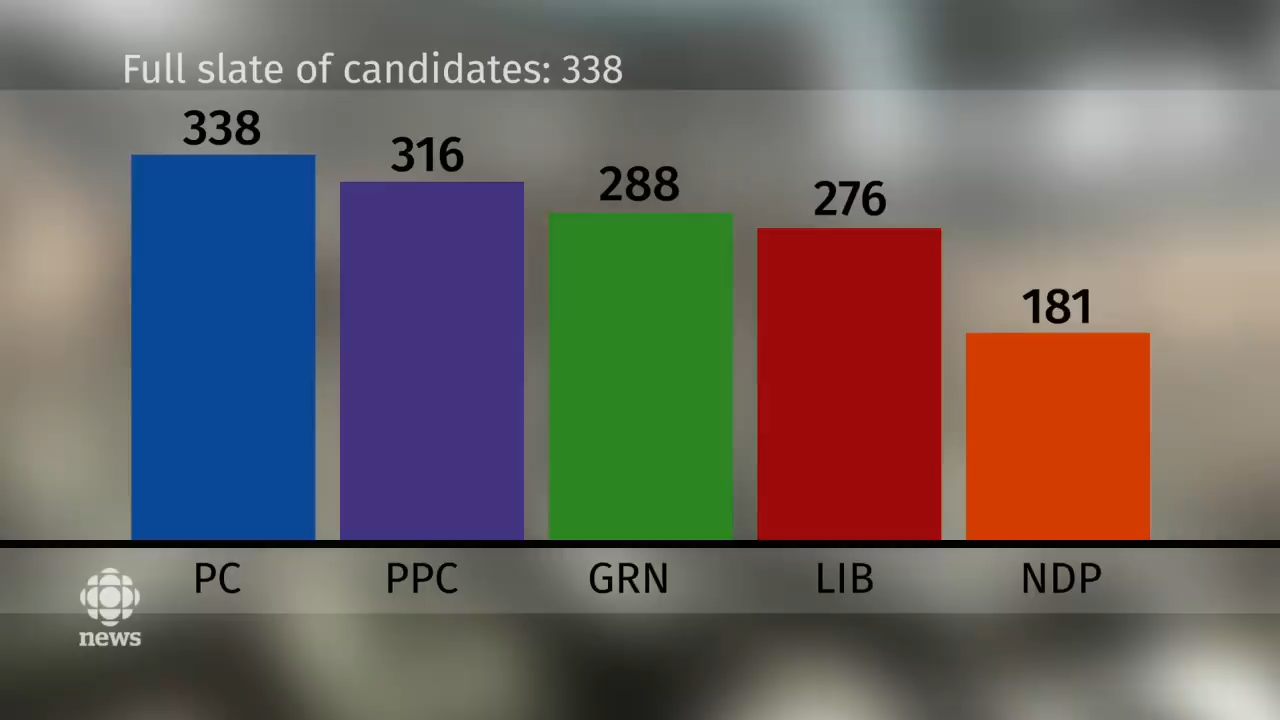 Full slate of candidates: 338
338
316
288
276
181
PC
PPC
GRN
LIB
NDP
news